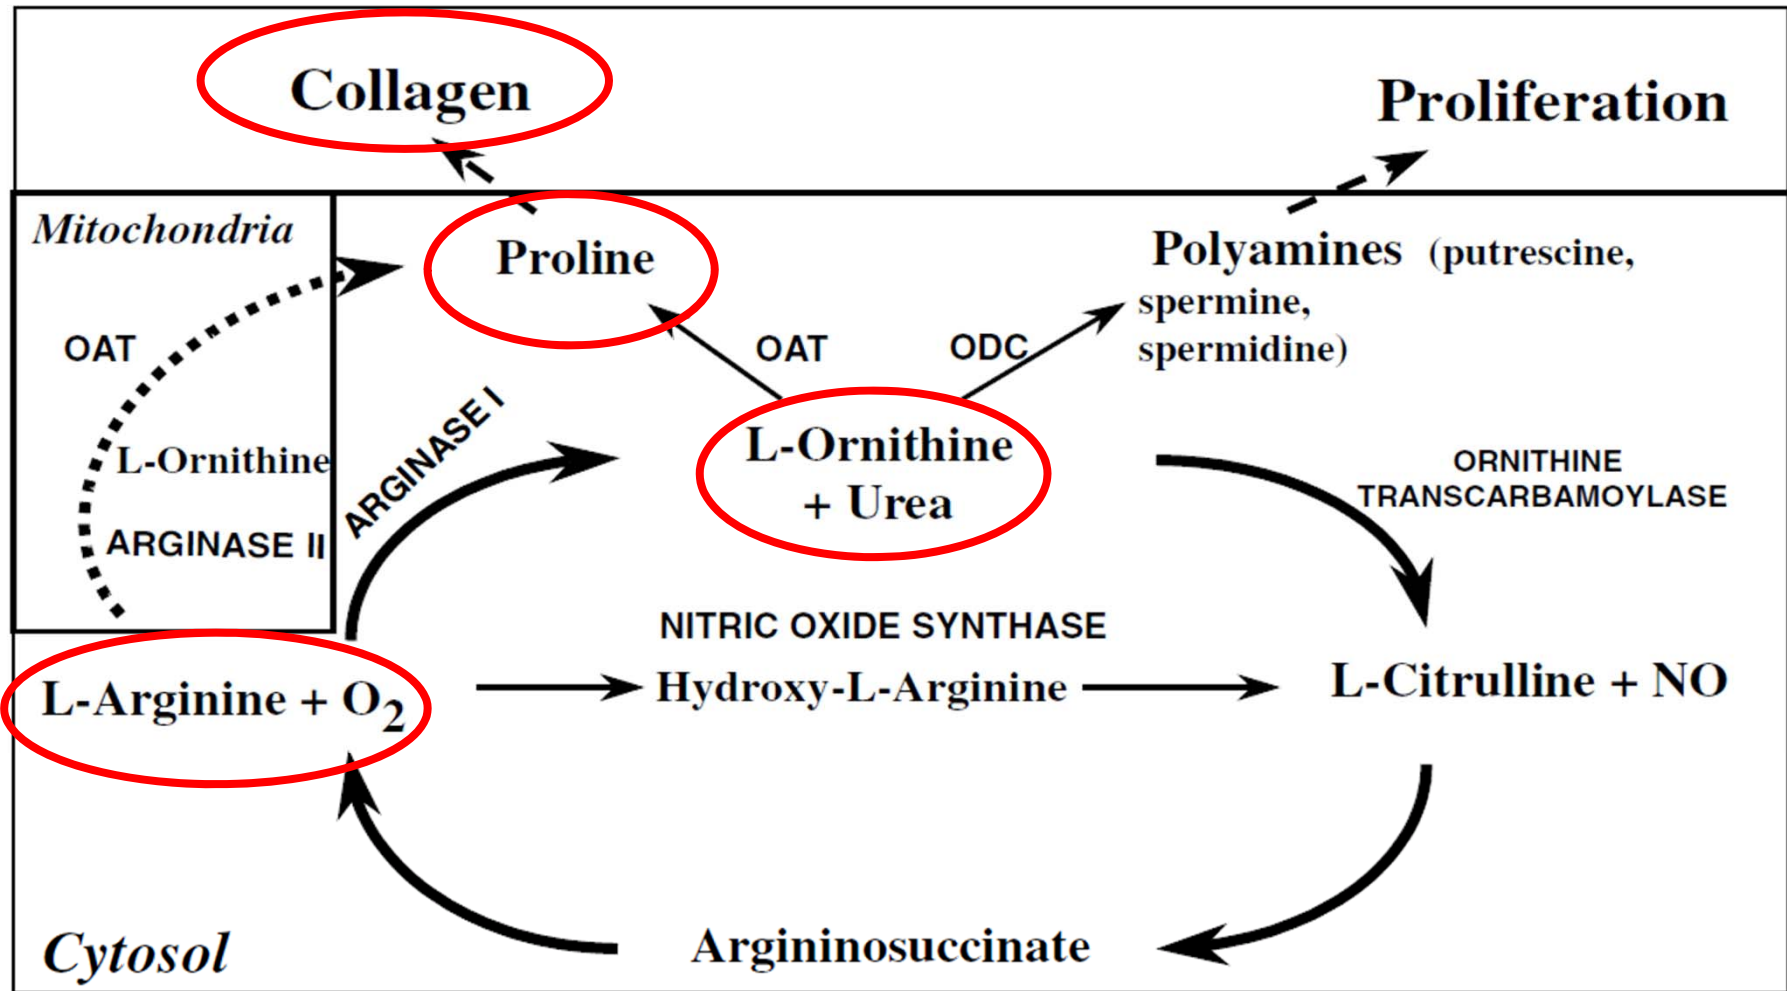 Collagen
Proliferation
Mitochondria
Proline
Polyamines (putrescine,
spermine,
spermidine)
OAT
OAT
ODC
ARGINASE I
L-Ornithine
L-Ornithine
+ Urea
ORNITHINE
TRANSCARBAMOYLASE
ARGINASE II
NITRIC OXIDE SYNTHASE
L-Arginine + O2
Hydroxy-L-Arginine
L-Citrulline + NO
Argininosuccinate
Cytosol